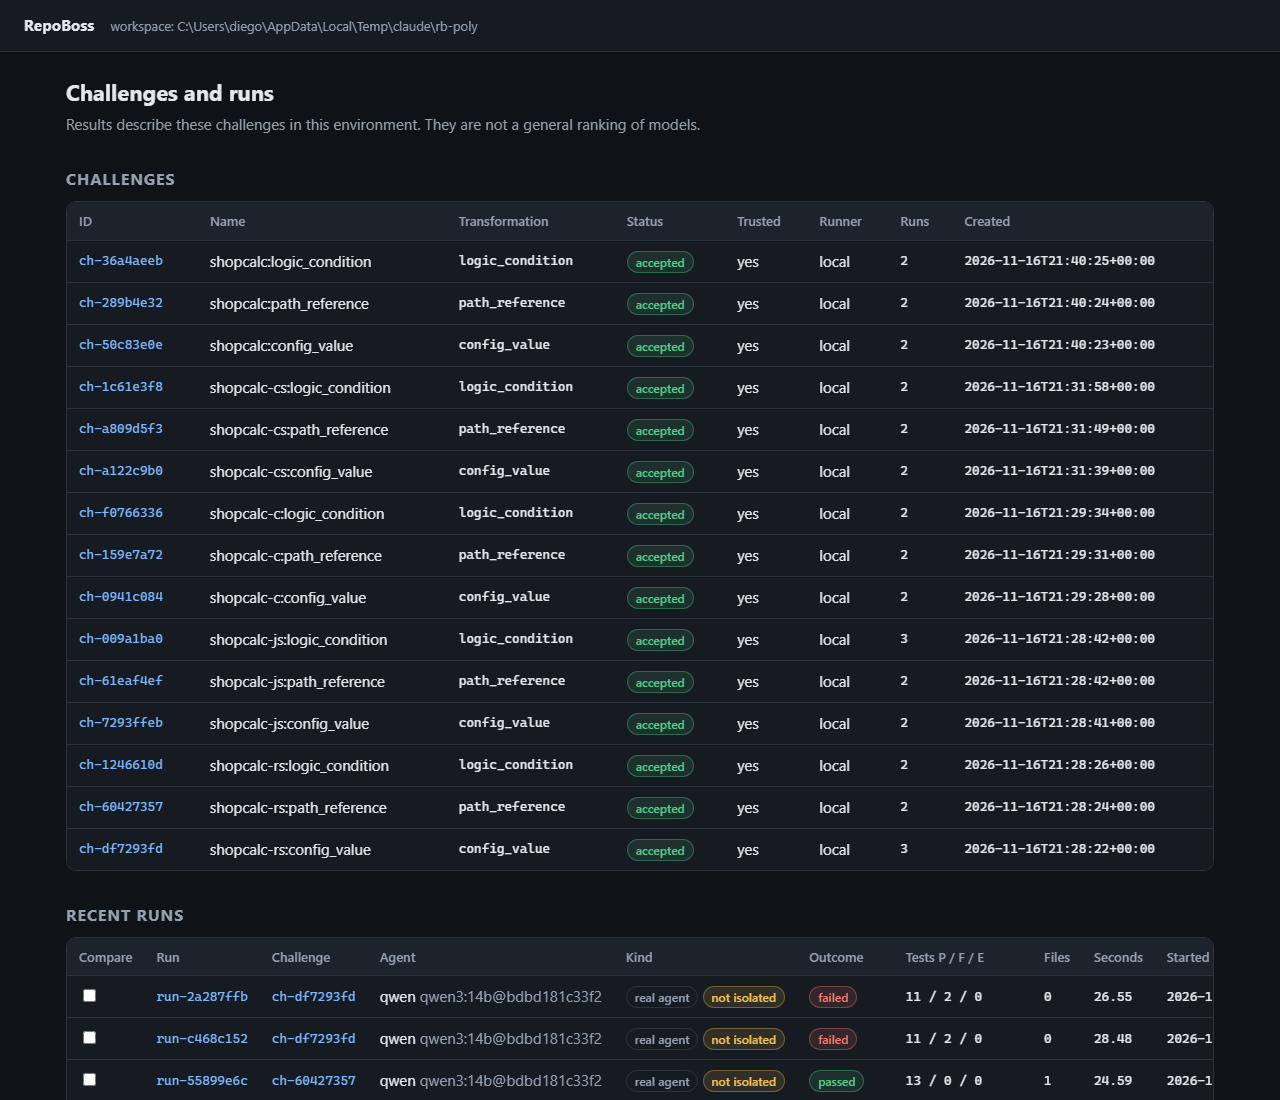 RepoBoss workspace: C:\Users\diego\AppData\Local\Temp\claude\rb-poly
Challenges and runs
Results describe these challenges in this environment. They are not a general ranking of models.
CHALLENGES
ID Name Transformation Status Trusted Runner Runs Created
ch-36a4aeeb shopcalc:logic_condition logic_condition accepted yes local 2 2026-11-16T21:40:25+00:00
ch-289b4e32 shopcalc:path_reference path_reference accepted yes local 2 2026-11-16T21:40:24+00:00
ch-50c83e0e shopcalc:config_value config_value accepted yes local 2 2026-11-16T21:40:23+00:00
ch-1c61e3f8 shopcalc-cs:logic_condition logic_condition accepted yes local 2 2026-11-16T21:31:58+00:00
ch-a809d5f3 shopcalc-cs:path_reference path_reference accepted yes local 2 2026-11-16T21:31:49+00:00
ch-a122c9b0 shopcalc-cs:config_value config_value accepted yes local 2 2026-11-16T21:31:39+00:00
ch-f0766336 shopcalc-c:logic_condition logic_condition accepted yes local 2 2026-11-16T21:29:34+00:00
ch-159e7a72 shopcalc-c:path_reference path_reference accepted yes local 2 2026-11-16T21:29:31+00:00
ch-0941c084 shopcalc-c:config_value config_value accepted yes local 2 2026-11-16T21:29:28+00:00
ch-009a1ba0 shopcalc-js:logic_condition logic_condition accepted yes local 3 2026-11-16T21:28:42+00:00
ch-61eaf4ef shopcalc-js:path_reference path_reference accepted yes local 2 2026-11-16T21:28:42+00:00
ch-7293ffeb shopcalc-js:config_value config_value accepted yes local 2 2026-11-16T21:28:41+00:00
ch-1246610d shopcalc-rs:logic_condition logic_condition accepted yes local 2 2026-11-16T21:28:26+00:00
ch-60427357 shopcalc-rs:path_reference path_reference accepted yes local 2 2026-11-16T21:28:24+00:00
ch-df7293fd shopcalc-rs:config_value config_value accepted yes local 3 2026-11-16T21:28:22+00:00
RECENT RUNS
Compare Run Challenge Agent Kind Outcome Tests P / F / E Files Seconds Started
run-2a287ffb ch-df7293fd qwen qwen3:14b@bdbd181c33f2 real agent not isolated failed 11 / 2 / 0 0 26.55 2026-1
run-c468c152 ch-df7293fd qwen qwen3:14b@bdbd181c33f2 real agent not isolated failed 11 / 2 / 0 0 28.48 2026-1
run-55899e6c ch-60427357 qwen qwen3:14b@bdbd181c33f2 real agent not isolated passed 13 / 0 / 0 1 24.59 2026-1